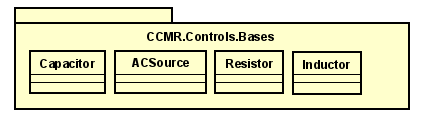 CCMR.Controls.Bases
Capacitor ACSource Resistor Inductor